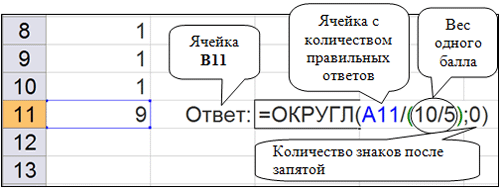 8 1
Ячейка
B11
Ячейка с
количеством
правильных
ответов
Вес
одного
балла
9 1
10 1
11 9 Ответ: =ОКРУГЛ(A11/(10/5);0)
12
13
Количество знаков после
запятой